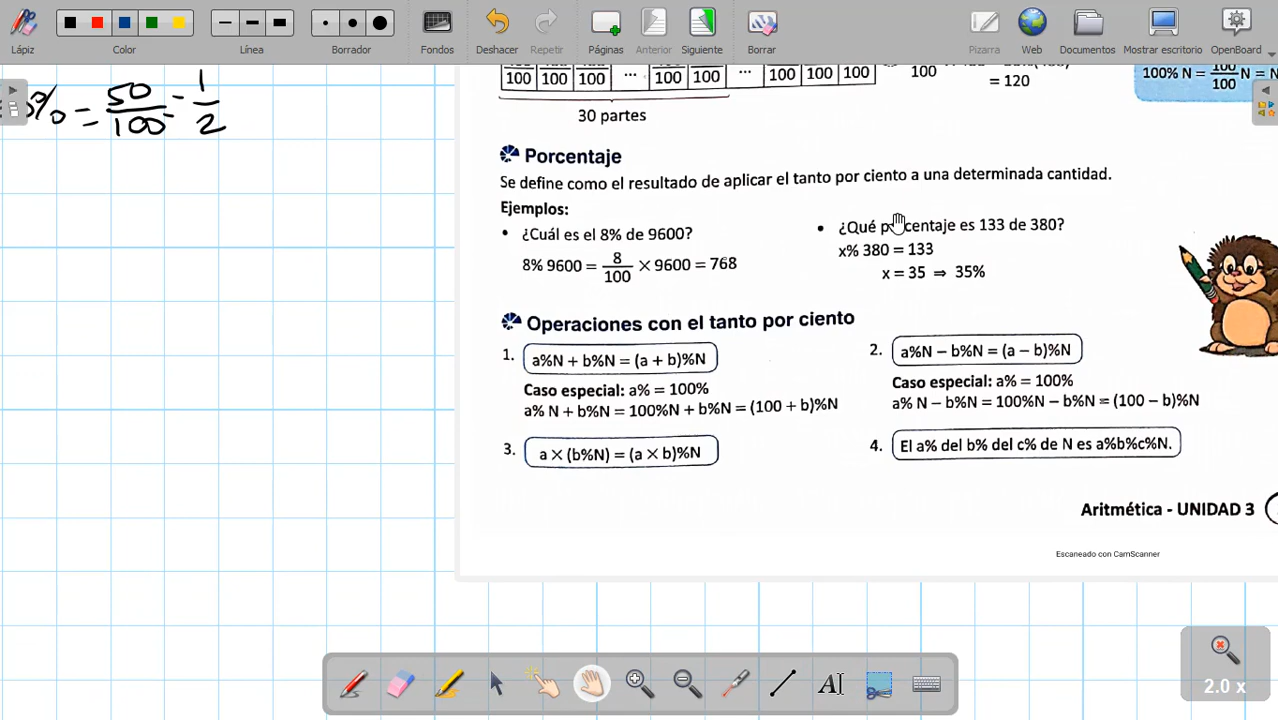 Lápiz
Color
Línea
Borrador
Fondos
Deshacer
Repetir
Páginas
Anterior
Siguiente
Borrar
Pizarra
Web
Documentos
Mostrar escritorio
OpenBoard
% = 50/100 = 1/2
100 100 100 ... 100 100 ... 100 100 100
100
= 120
100% N = 100/100 N = N
30 partes
Porcentaje
Se define como el resultado de aplicar el tanto por ciento a una determinada cantidad.
Ejemplos:
• ¿Cuál es el 8% de 9600?
8% 9600 = 8/100 × 9600 = 768
• ¿Qué porcentaje es 133 de 380?
x% 380 = 133
x = 35 ⇒ 35%
Operaciones con el tanto por ciento
1. a%N + b%N = (a + b)%N
Caso especial: a% = 100%
a% N + b%N = 100%N + b%N = (100 + b)%N
2. a%N − b%N = (a − b)%N
Caso especial: a% = 100%
a% N − b%N = 100%N − b%N = (100 − b)%N
3. a × (b%N) = (a × b)%N
4. El a% del b% del c% de N es a%b%c%N.
Aritmética - UNIDAD 3
Escaneado con CamScanner
2.0 x